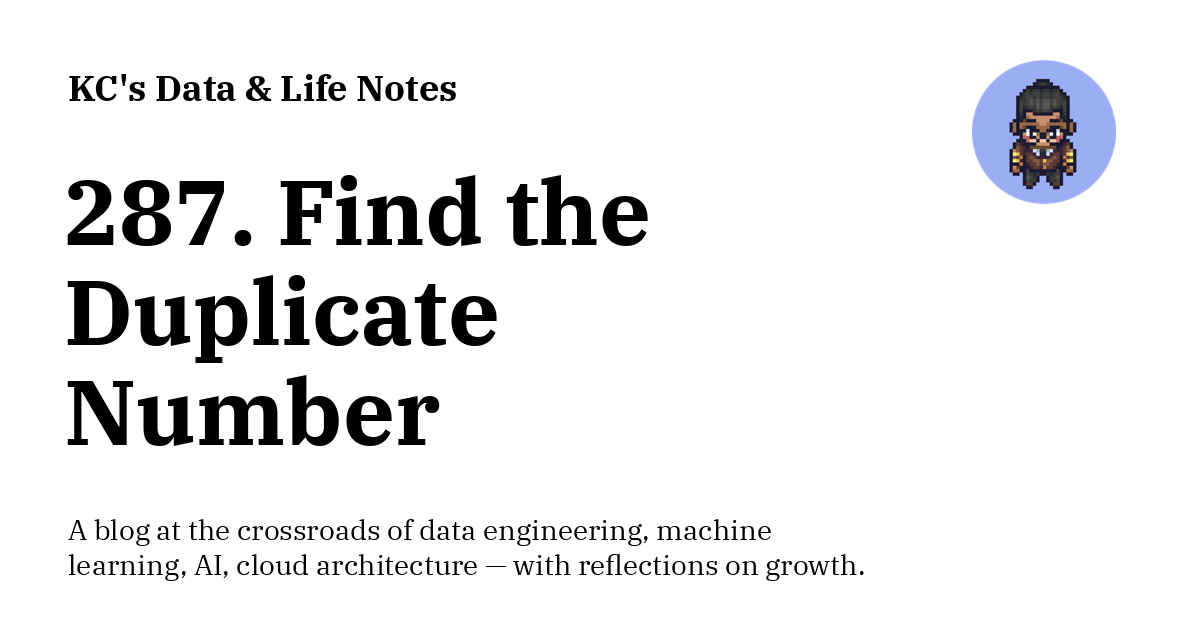 KC's Data & Life Notes
287. Find the
Duplicate
Number
A blog at the crossroads of data engineering, machine
learning, AI, cloud architecture — with reflections on growth.